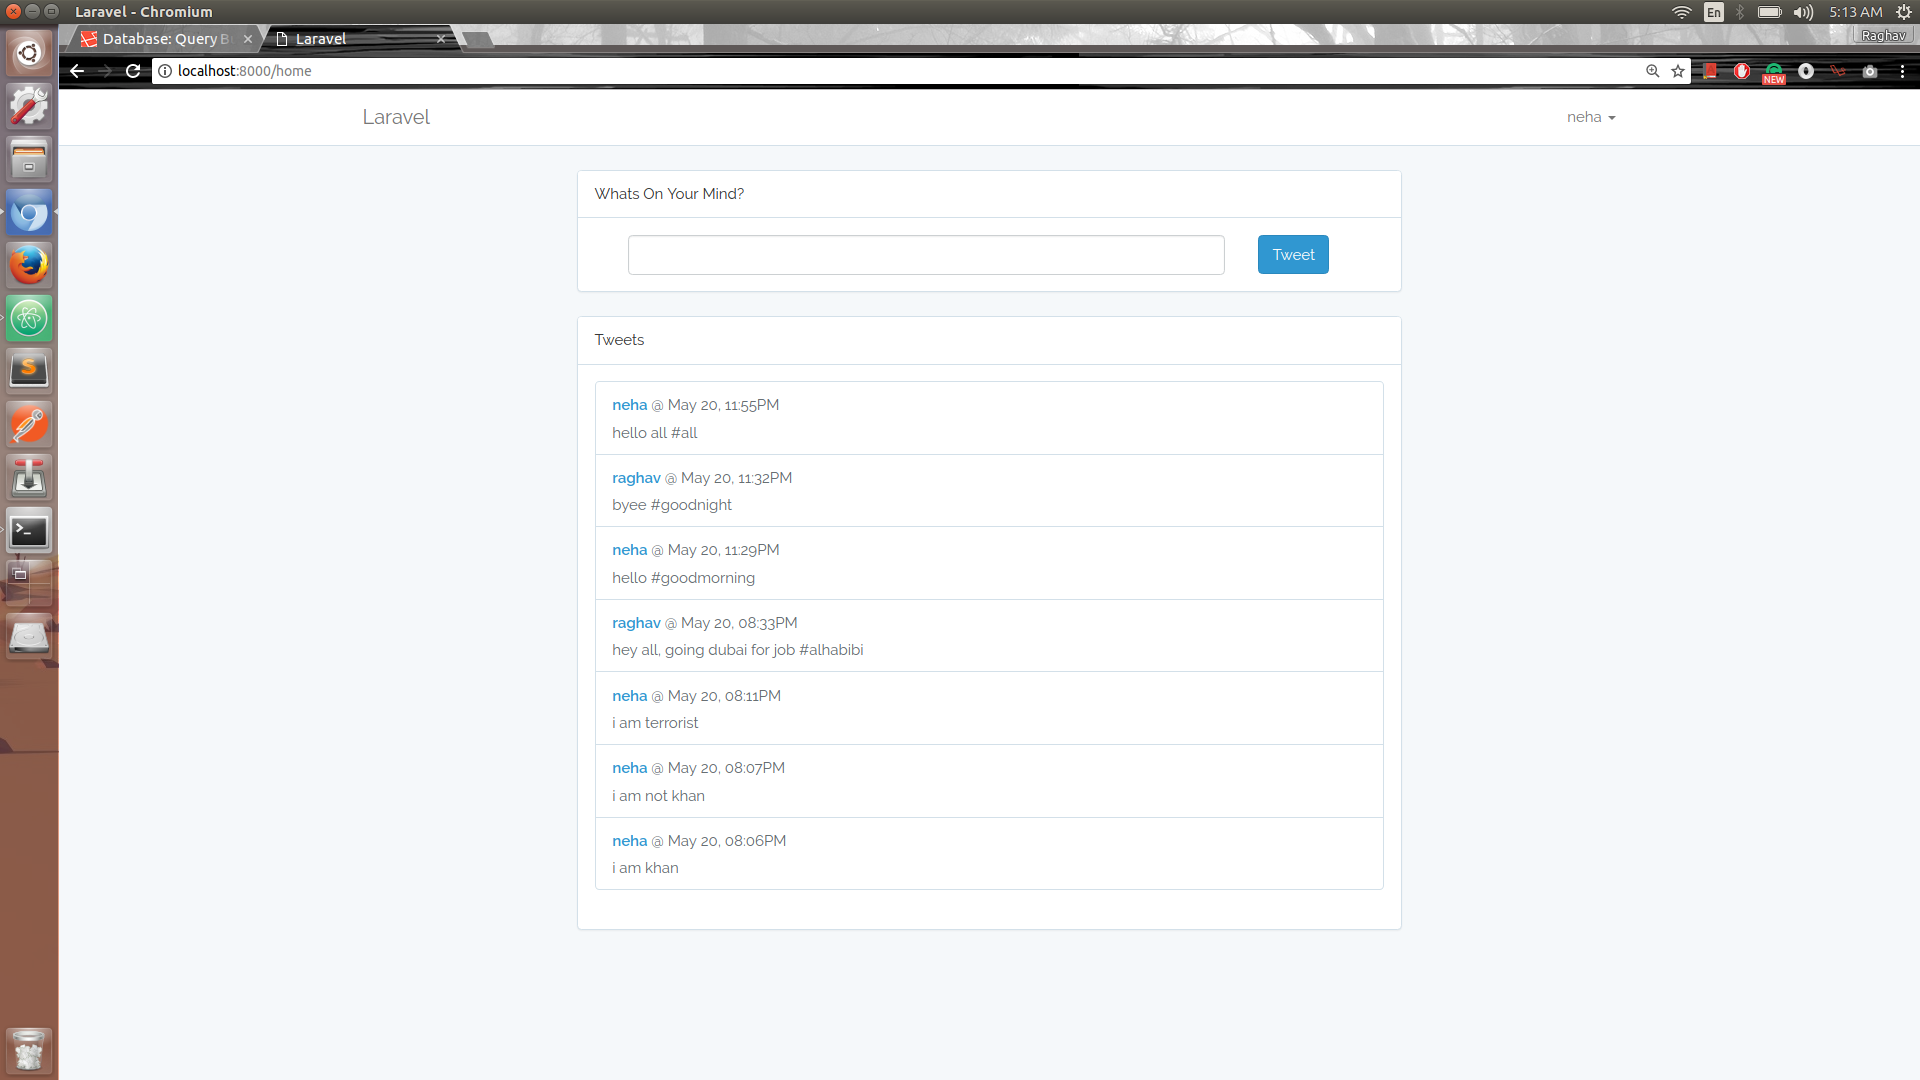 Laravel - Chromium
En
5:13 AM
Database: Query B
Laravel
Raghav
localhost:8000/home
NEW
Laravel
neha
Whats On Your Mind?
Tweet
Tweets
neha @ May 20, 11:55PM
hello all #all
raghav @ May 20, 11:32PM
byee #goodnight
neha @ May 20, 11:29PM
hello #goodmorning
raghav @ May 20, 08:33PM
hey all, going dubai for job #alhabibi
neha @ May 20, 08:11PM
i am terrorist
neha @ May 20, 08:07PM
i am not khan
neha @ May 20, 08:06PM
i am khan